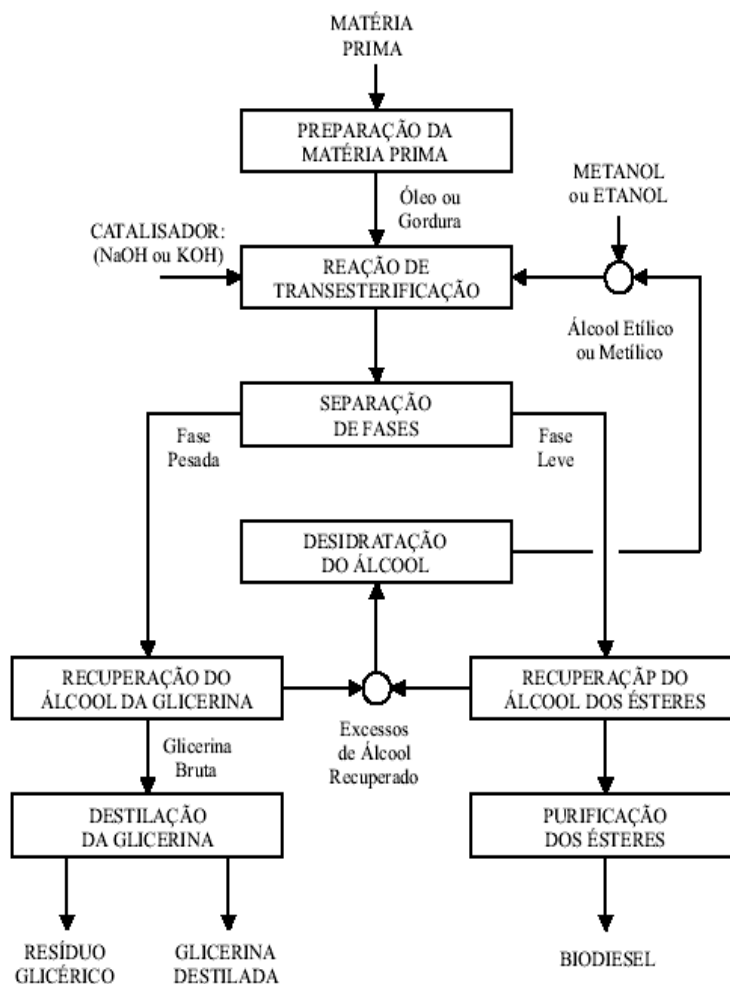 MATÉRIA
PRIMA
PREPARAÇÃO DA
MATÉRIA PRIMA
METANOL
ou ETANOL
Óleo ou
Gordura
CATALISADOR:
(NaOH ou KOH)
REAÇÃO DE
TRANSESTERIFICAÇÃO
Álcool Etílico
ou Metílico
SEPARAÇÃO
DE FASES
Fase
Pesada
Fase
Leve
DESIDRATAÇÃO
DO ÁLCOOL
RECUPERAÇÃO DO
ÁLCOOL DA GLICERINA
RECUPERAÇÃp DO
ÁLCOOL DOS ÉSTERES
Excessos
de Álcool
Recuperado
Glicerina
Bruta
DESTILAÇÃO
DA GLICERINA
PURIFICAÇÃO
DOS ÉSTERES
RESÍDUO
GLICÉRICO
GLICERINA
DESTILADA
BIODIESEL